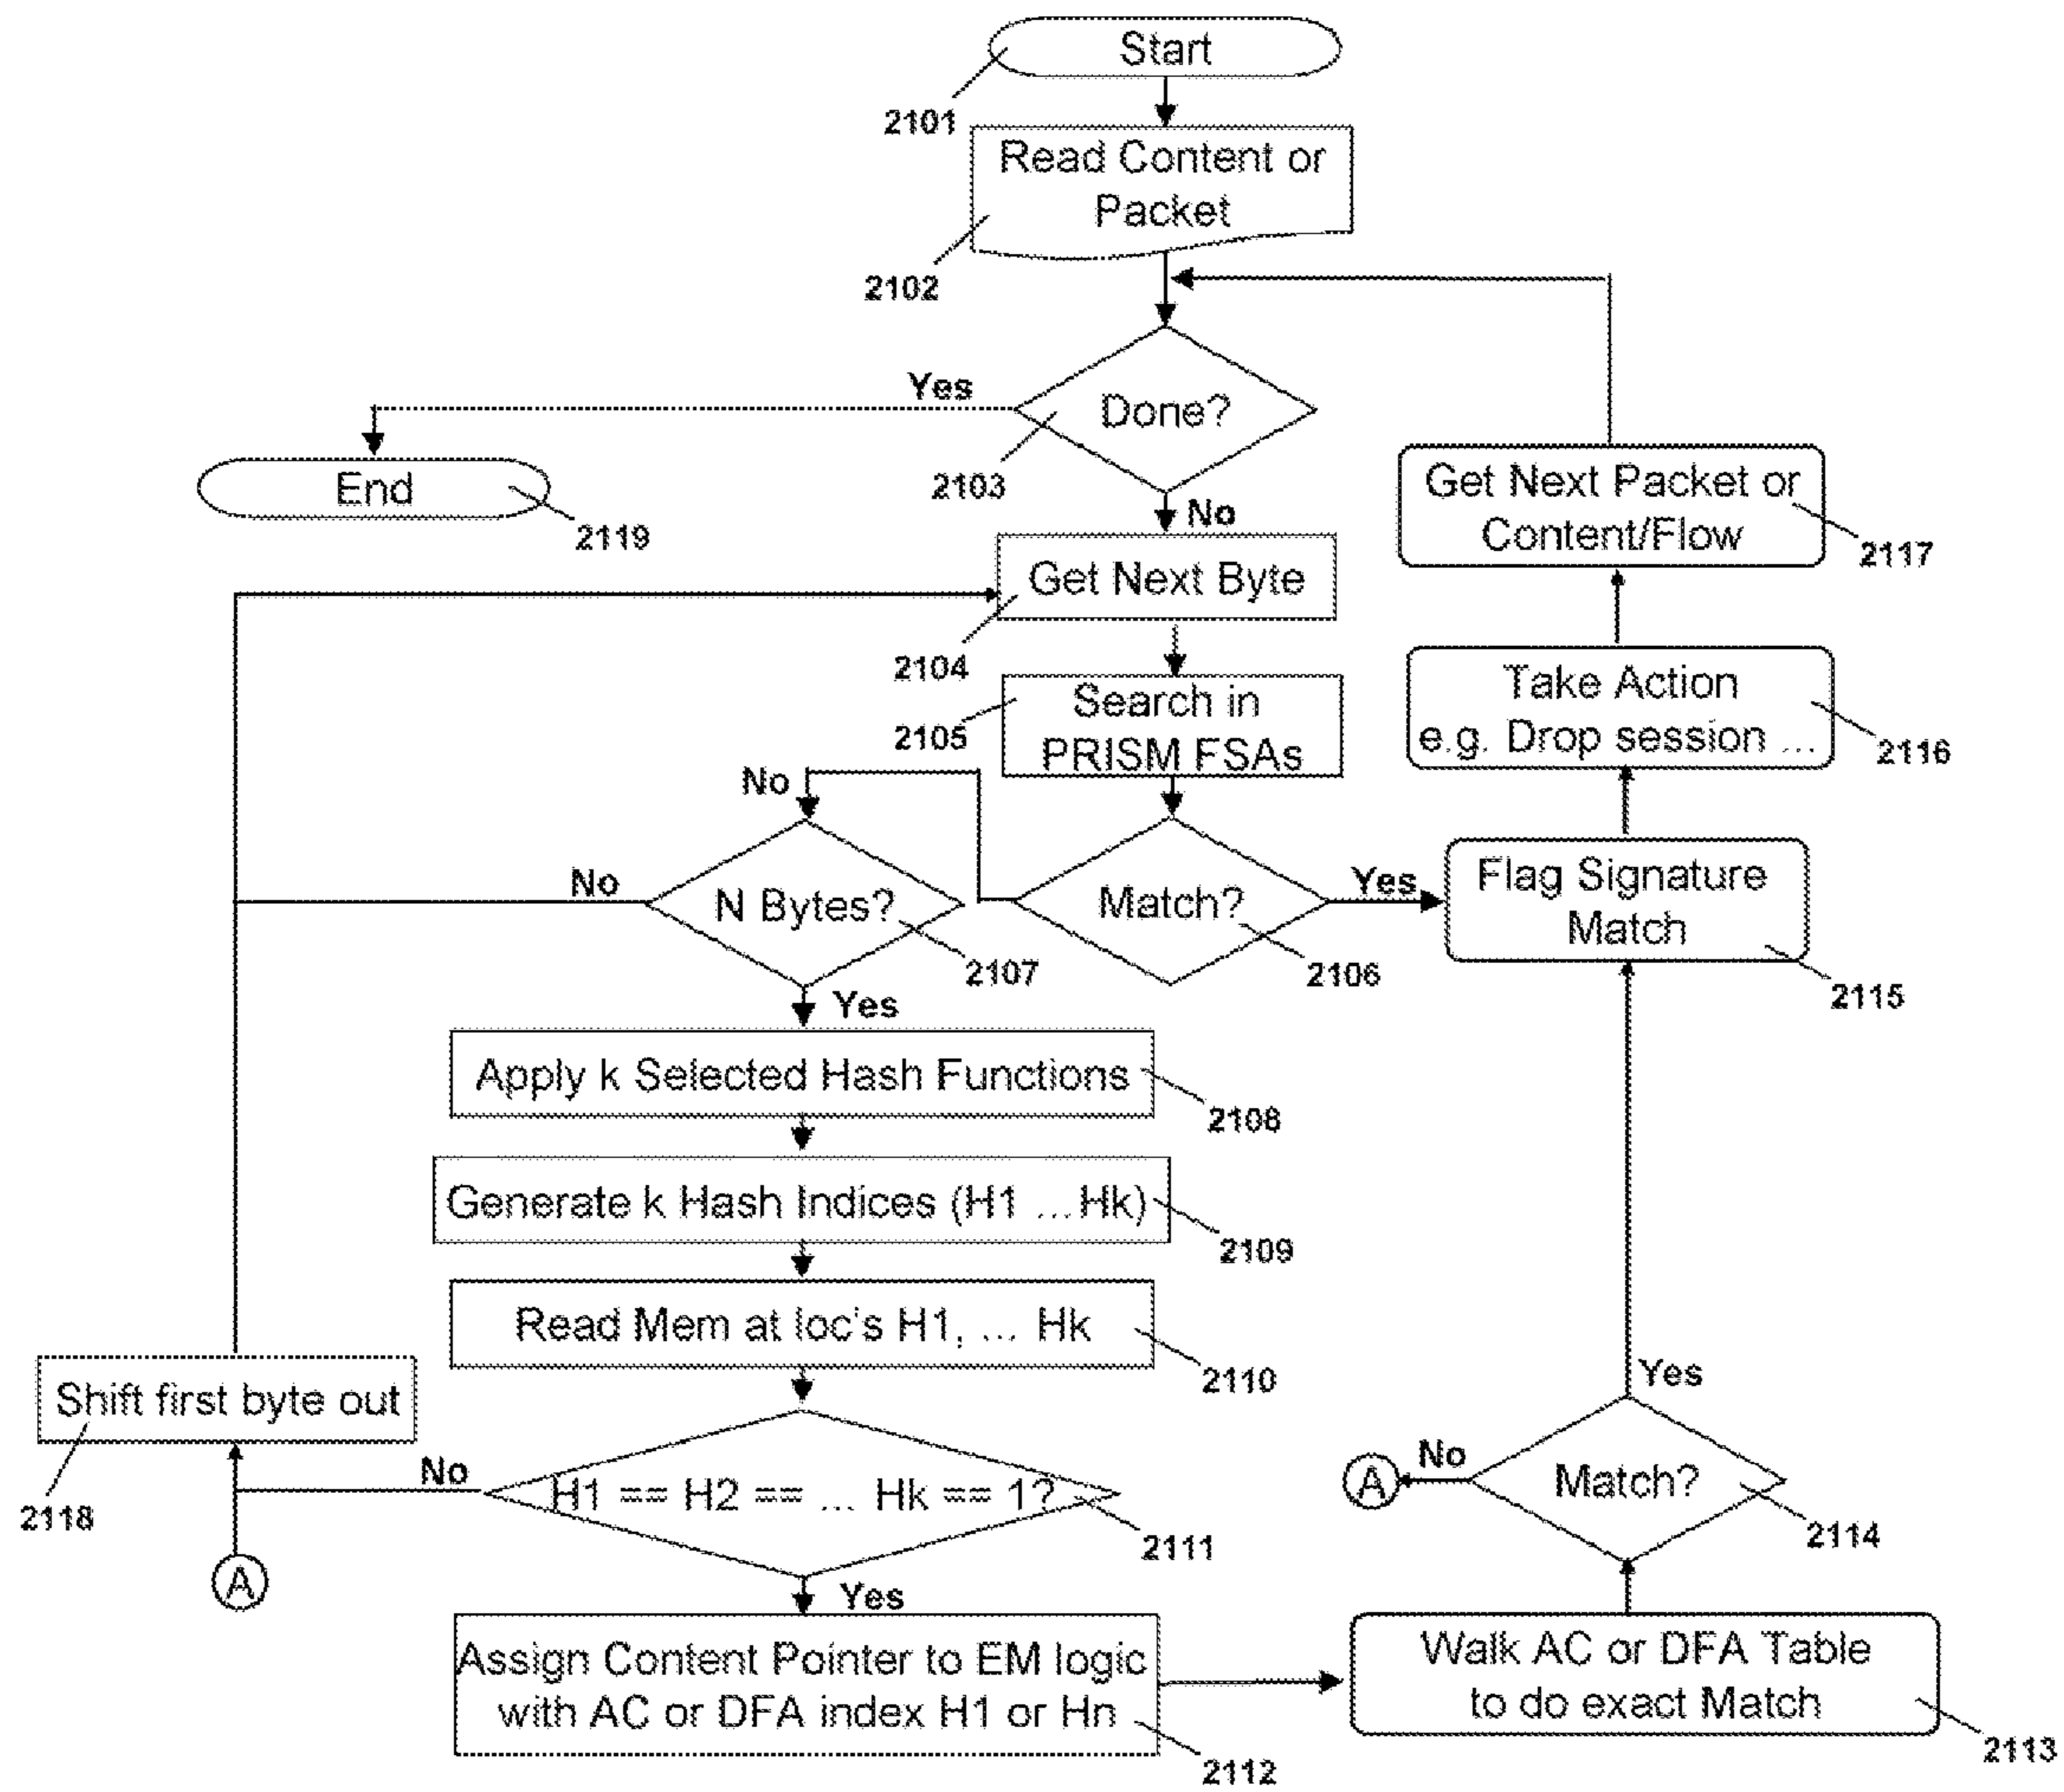 Start
2101
Read Content or
Packet
2102
Yes
Done?
2103
End
2119
No
Get Next Packet or
Content/Flow
2117
Get Next Byte
2104
Search in
PRISM FSAs
2105
Take Action
e.g. Drop session ...
2116
No
No
N Bytes?
2107
Match?
2106
Yes
Flag Signature
Match
2115
Yes
Apply k Selected Hash Functions
2108
Generate k Hash Indices (H1 ...Hk)
2109
Read Mem at loc's H1, ... Hk
2110
Shift first byte out
2118
No
H1 == H2 == ... Hk == 1?
2111
A
Yes
No
A
Match?
2114
Yes
Assign Content Pointer to EM logic
with AC or DFA index H1 or Hn
2112
Walk AC or DFA Table
to do exact Match
2113